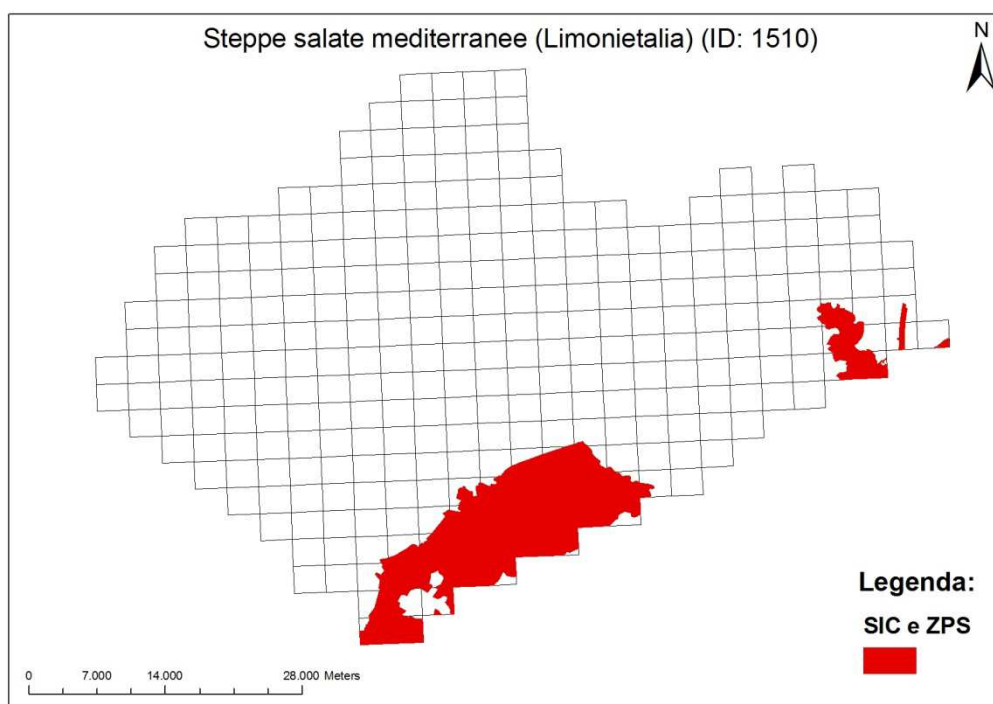 Steppe salate mediterranee (Limonietalia) (ID: 1510)
N
Legenda:
SIC e ZPS
0 7.000 14.000 28.000 Meters